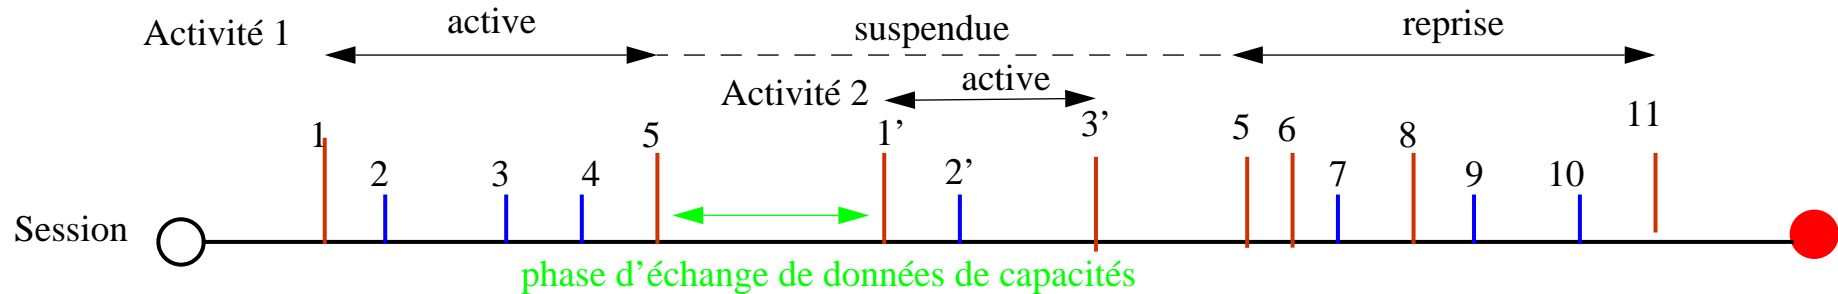 Activité 1 active suspendue reprise
Activité 2 active
1 5 1’ 3’ 5 6 8 11
2 3 4 2’ 7 9 10
Session
phase d’échange de données de capacités